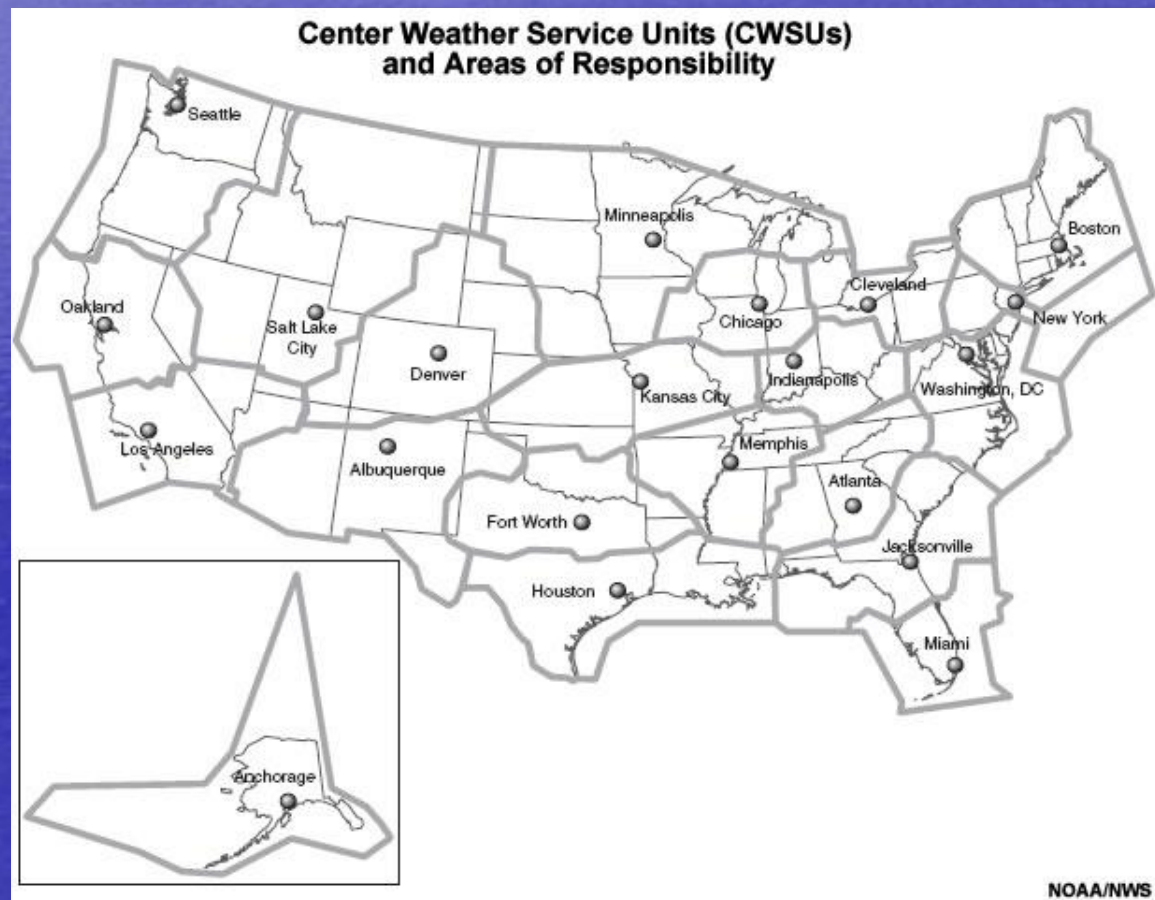 Center Weather Service Units (CWSUs)
and Areas of Responsibility
Seattle
Minneapolis
Boston
Cleveland
Oakland
Salt Lake
City
Chicago
New York
Denver
Indianapolis
Kansas City
Washington, DC
Los Angeles
Albuquerque
Memphis
Atlanta
Fort Worth
Jacksonville
Houston
Miami
Anchorage
NOAA/NWS